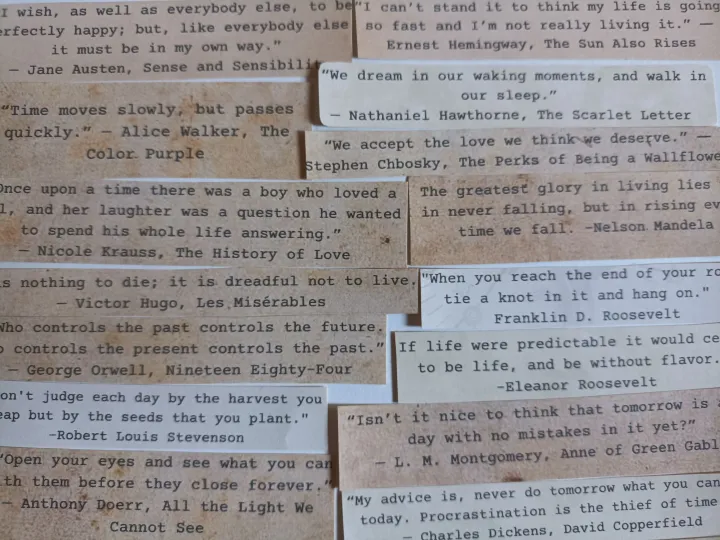 I wish, as well as everybody else, to be
erfectly happy; but, like everybody else
it must be in my own way."
— Jane Austen, Sense and Sensibilit
"I can't stand it to think my life is going
so fast and I'm not really living it." —
Ernest Hemingway, The Sun Also Rises
"We dream in our waking moments, and walk in
our sleep."
— Nathaniel Hawthorne, The Scarlet Letter
"Time moves slowly, but passes
quickly." — Alice Walker, The
Color Purple
"We accept the love we think we deserve." —
Stephen Chbosky, The Perks of Being a Wallflowe
Once upon a time there was a boy who loved a
l, and her laughter was a question he wanted
to spend his whole life answering."
— Nicole Krauss, The History of Love
The greatest glory in living lies
in never falling, but in rising ev
time we fall. -Nelson Mandela
s nothing to die; it is dreadful not to live.
— Victor Hugo, Les Misérables
"When you reach the end of your ro
tie a knot in it and hang on."
Franklin D. Roosevelt
Who controls the past controls the future.
o controls the present controls the past."
— George Orwell, Nineteen Eighty-Four
If life were predictable it would ce
to be life, and be without flavor.
-Eleanor Roosevelt
on't judge each day by the harvest you
eap but by the seeds that you plant."
-Robert Louis Stevenson
"Isn't it nice to think that tomorrow is a
day with no mistakes in it yet?"
— L. M. Montgomery, Anne of Green Gabl
"Open your eyes and see what you can
th them before they close forever."
— Anthony Doerr, All the Light We
Cannot See
"My advice is, never do tomorrow what you can
today. Procrastination is the thief of time
— Charles Dickens, David Copperfield